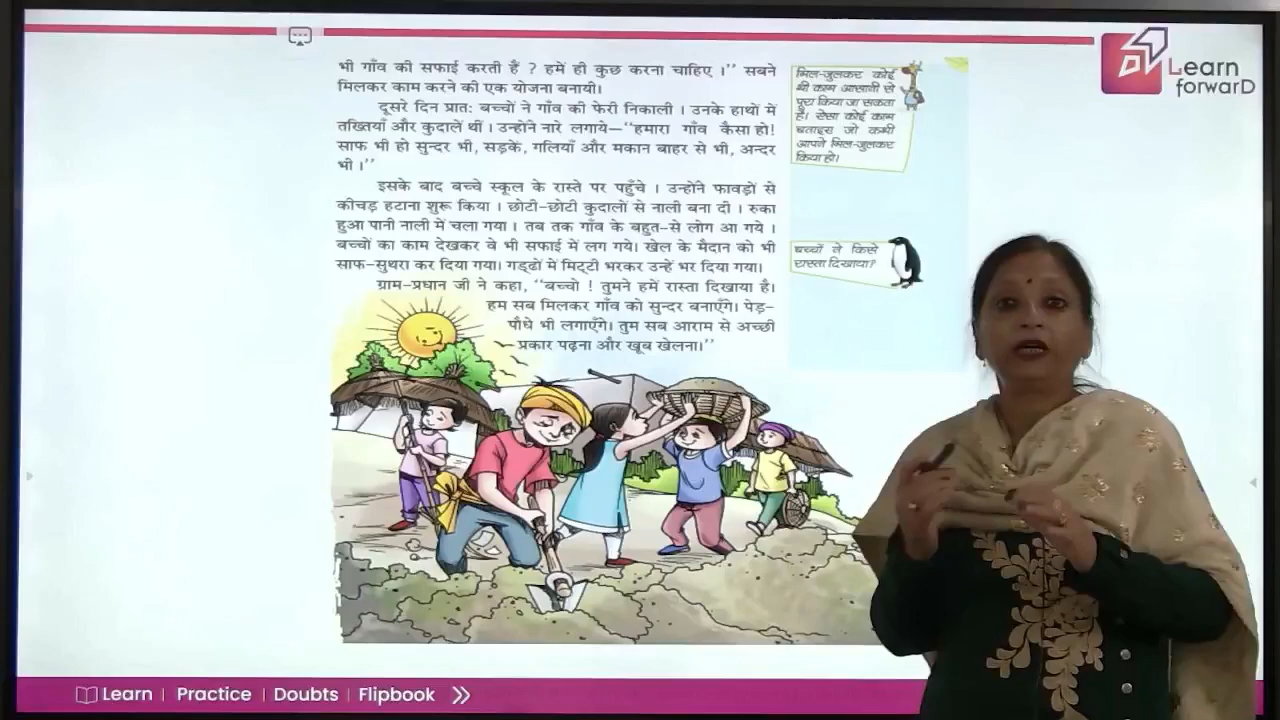 भी गाँव की सफाई करती हैं ? हमें ही कुछ करना चाहिए ।’’ सबने
मिलकर काम करने की एक योजना बनायी।
दूसरे दिन प्रातः बच्चों ने गाँव की फेरी निकाली । उनके हाथों में
तख्तियाँ और कुदालें थीं । उन्होंने नारे लगाये—‘‘हमारा गाँव कैसा हो!
साफ भी हो सुन्दर भी, सड़कें, गलियाँ और मकान बाहर से भी, अन्दर
भी ।’’
इसके बाद बच्चे स्कूल के रास्ते पर पहुँचे । उन्होंने फावड़ों से
कीचड़ हटाना शुरू किया । छोटी-छोटी कुदालों से नाली बना दी । रुका
हुआ पानी नाली में चला गया । तब तक गाँव के बहुत-से लोग आ गये ।
बच्चों का काम देखकर वे भी सफाई में लग गये। खेल के मैदान को भी
साफ-सुथरा कर दिया गया। गड्ढों में मिट्टी भरकर उन्हें भर दिया गया।
ग्राम-प्रधान जी ने कहा, ‘‘बच्चो ! तुमने हमें रास्ता दिखाया है।
हम सब मिलकर गाँव को सुन्दर बनाएँगे। पेड़-
पौधे भी लगाएँगे। तुम सब आराम से अच्छी
प्रकार पढ़ना और खूब खेलना।’’
मिल-जुलकर कोई
भी काम आसानी से
पूरा किया जा सकता
है। ऐसा कोई काम
बताइए जो कभी
आपने मिल-जुलकर
किया हो।
बच्चों ने किसे
रास्ता दिखाया?
Learn
forwarD
Learn | Practice | Doubts | Flipbook